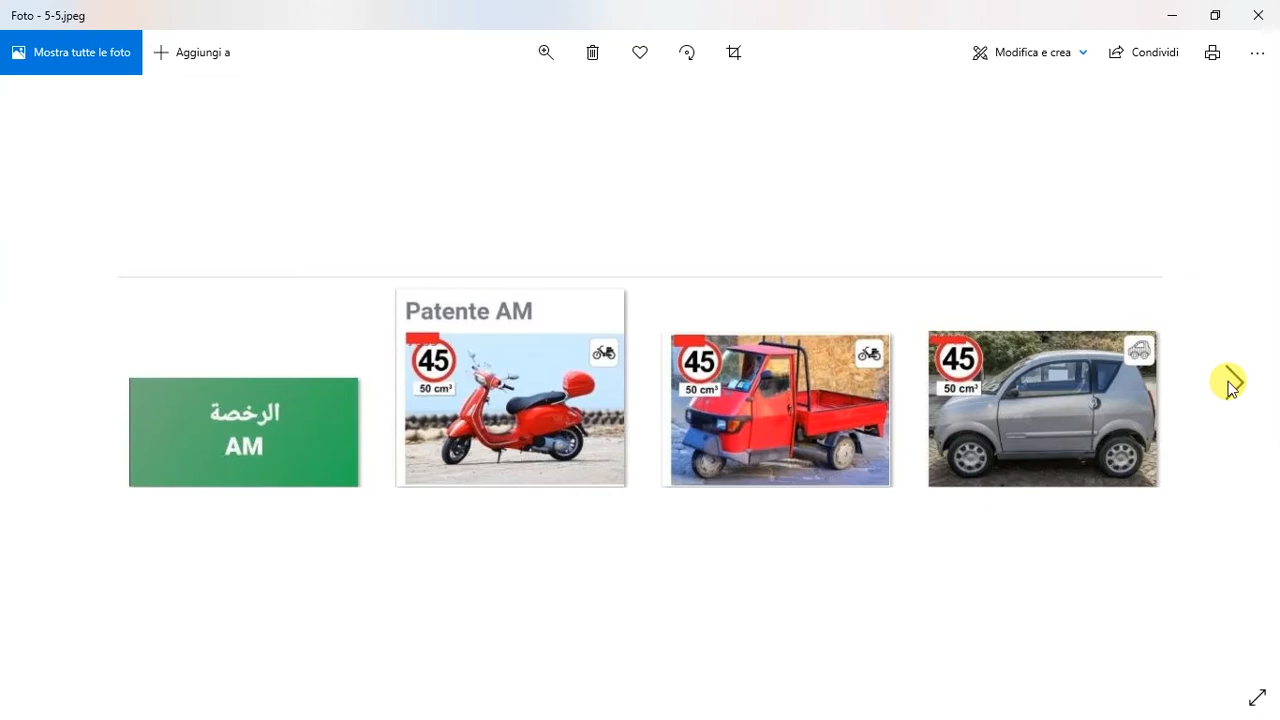 Foto - 5-5.jpeg
Mostra tutte le foto
Aggiungi a
Modifica e crea
Condividi
الرخصة
AM
Patente AM
45
50 cm³
45
50 cm³
45
50 cm³